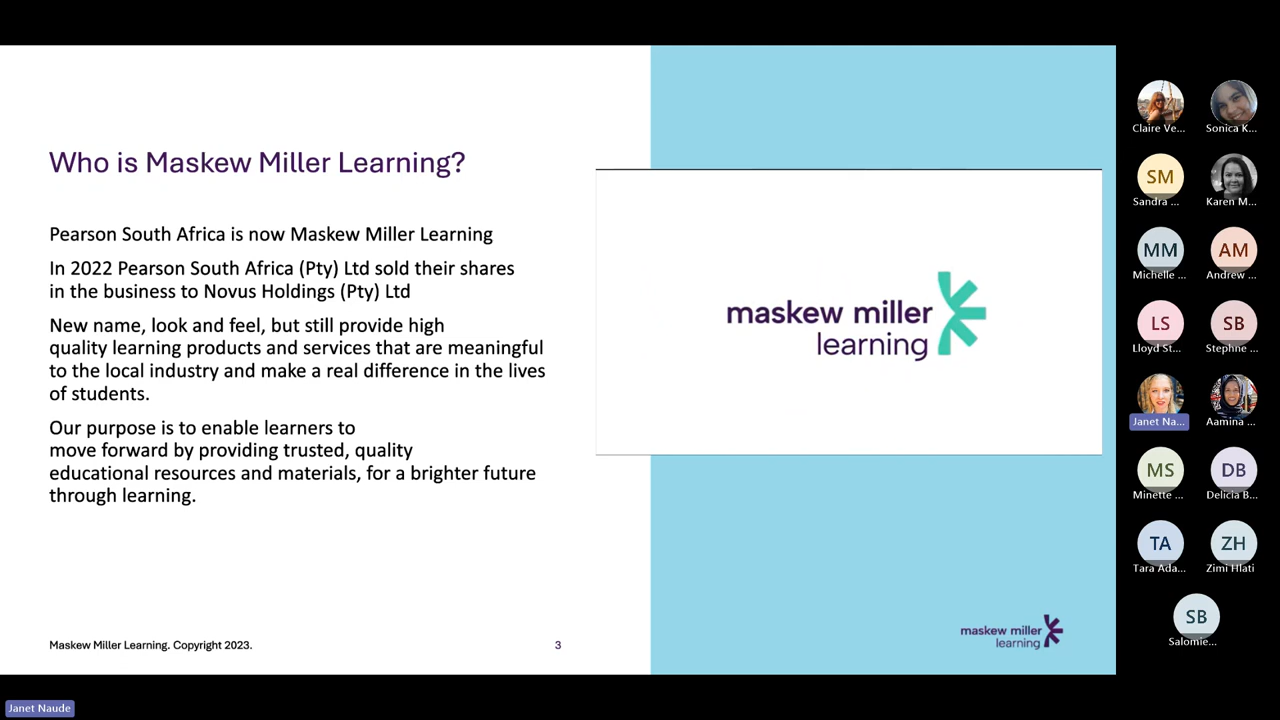 Who is Maskew Miller Learning?
Pearson South Africa is now Maskew Miller Learning
In 2022 Pearson South Africa (Pty) Ltd sold their shares
in the business to Novus Holdings (Pty) Ltd
New name, look and feel, but still provide high
quality learning products and services that are meaningful
to the local industry and make a real difference in the lives
of students.
Our purpose is to enable learners to
move forward by providing trusted, quality
educational resources and materials, for a brighter future
through learning.
maskew miller
learning
Maskew Miller Learning. Copyright 2023.
3
maskew miller
learning
Claire Ve...
Sonica K...
SM
Sandra ...
Karen M...
MM
Michelle ...
AM
Andrew ...
LS
Lloyd St...
SB
Stephne ...
Janet Na...
Aamina ...
MS
Minette ...
DB
Delicia B...
TA
Tara Ada...
ZH
Zimi Hlati
SB
Salomie...
Janet Naude